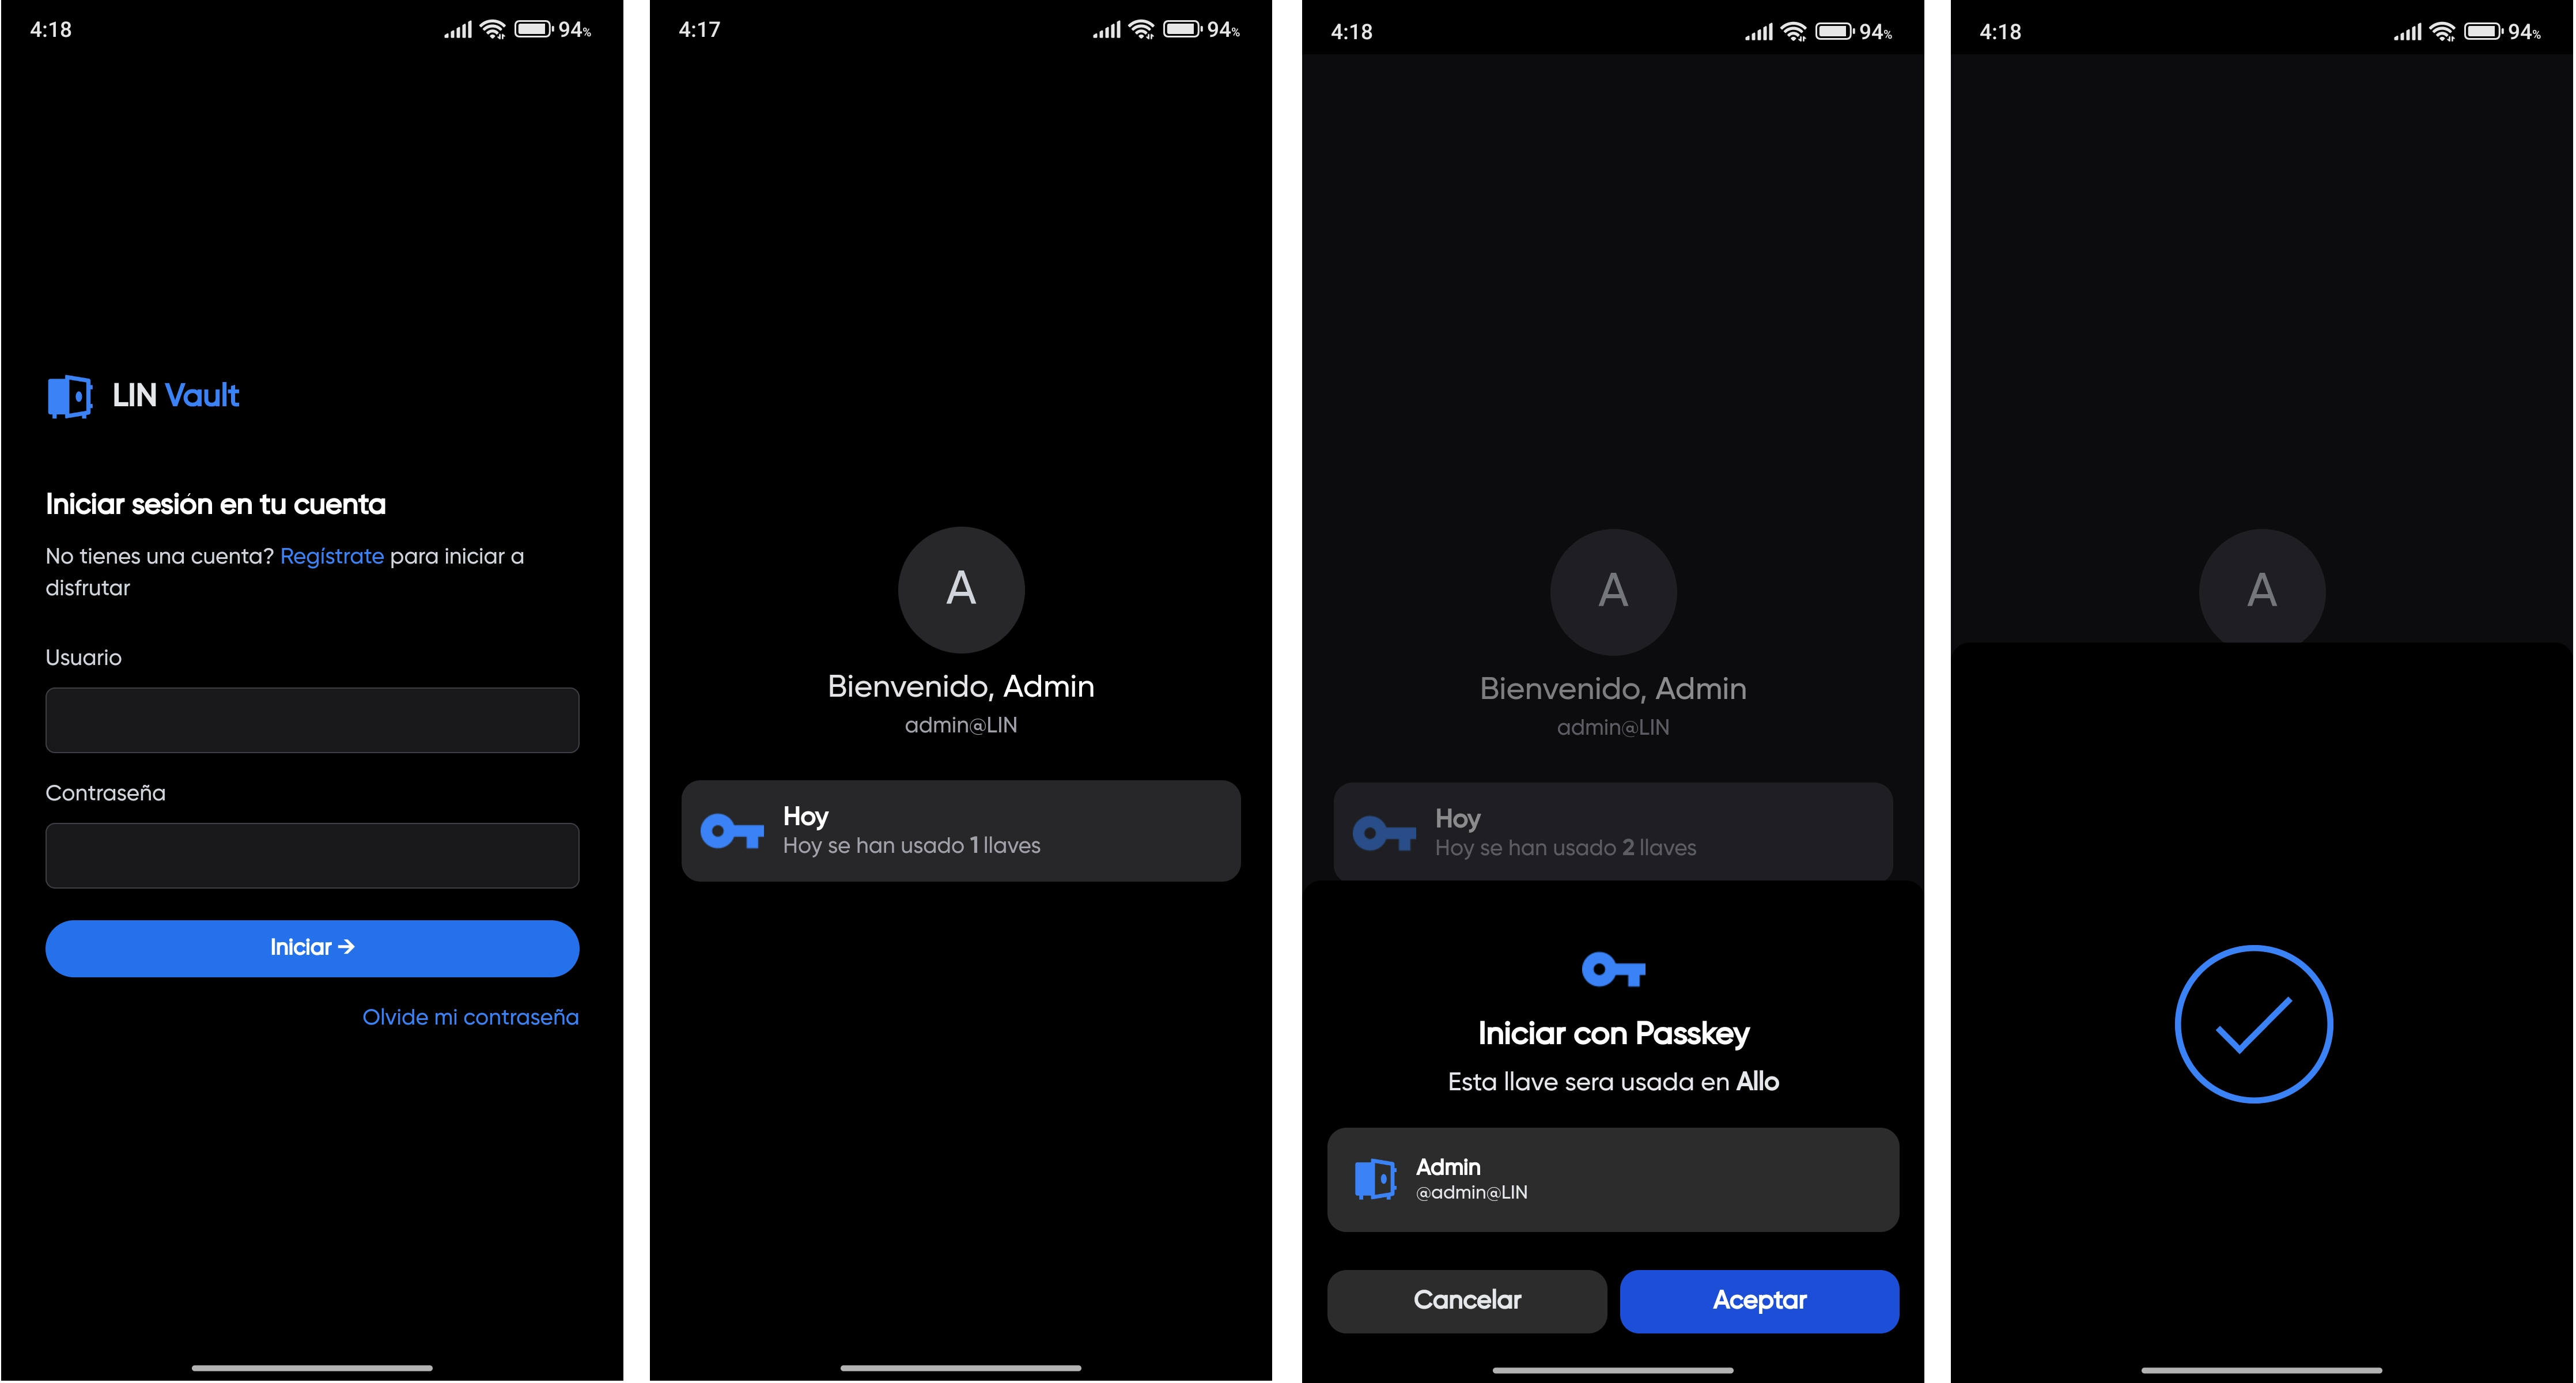 4:18
94%
LIN Vault
Iniciar sesión en tu cuenta
No tienes una cuenta? Regístrate para iniciar a
disfrutar
Usuario
Contraseña
Iniciar →
Olvide mi contraseña
4:17
94%
A
Bienvenido, Admin
admin@LIN
Hoy
Hoy se han usado 1 llaves
4:18
94%
A
Bienvenido, Admin
admin@LIN
Hoy
Hoy se han usado 2 llaves
Iniciar con Passkey
Esta llave sera usada en Allo
Admin
@admin@LIN
Cancelar
Aceptar
4:18
94%
A